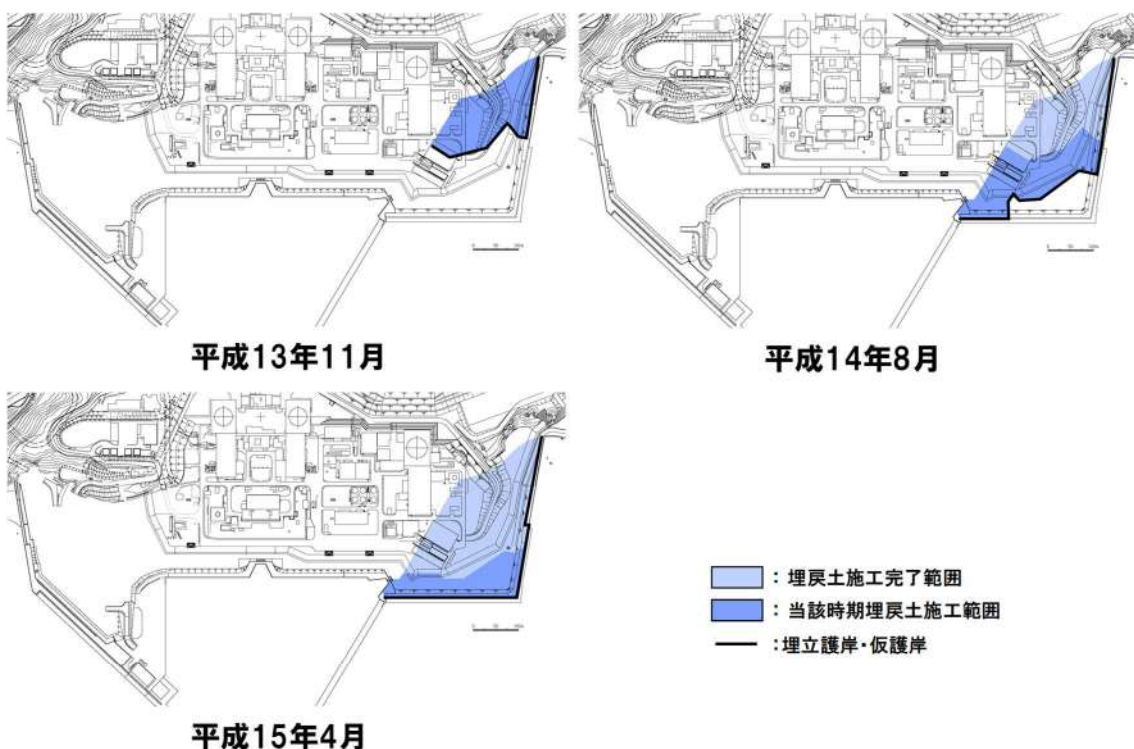 平成13年11月
平成14年8月
平成15年4月
：埋戻土施工完了範囲
：当該時期埋戻土施工範囲
：埋立護岸・仮護岸